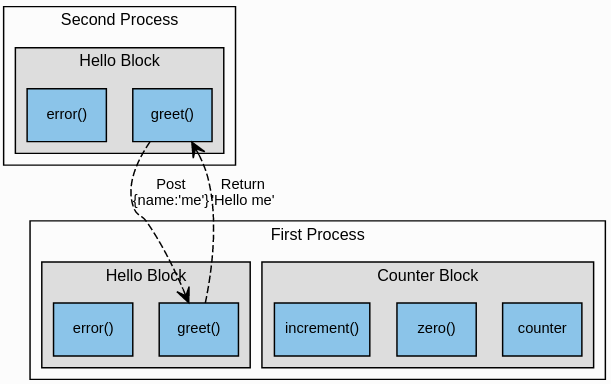 Second Process
Hello Block
error()
greet()
Post
{name:'me'}
Return
'Hello me'
First Process
Hello Block
Counter Block
error()
greet()
increment()
zero()
counter